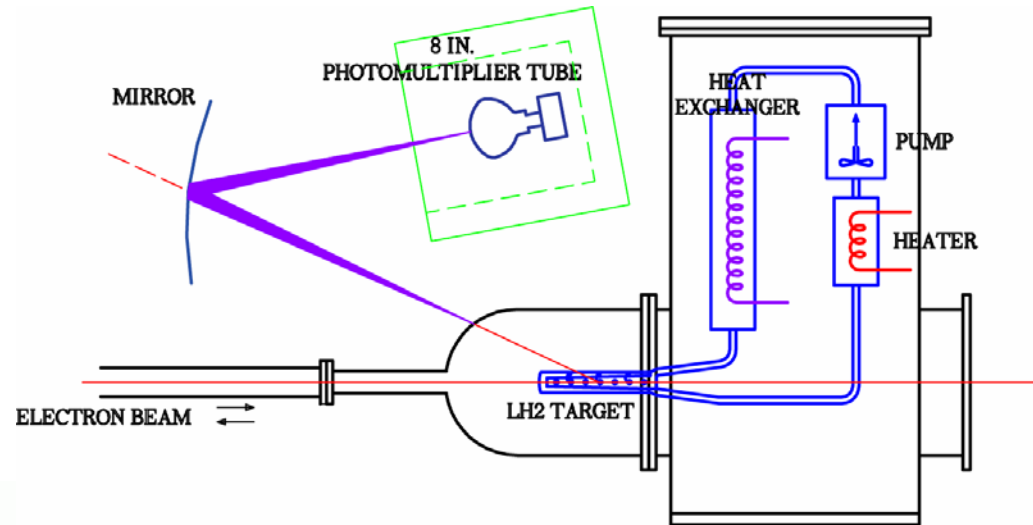 8 IN.
PHOTOMULTIPLIER TUBE
MIRROR
HEAT
EXCHANGER
PUMP
HEATER
LH2 TARGET
ELECTRON BEAM